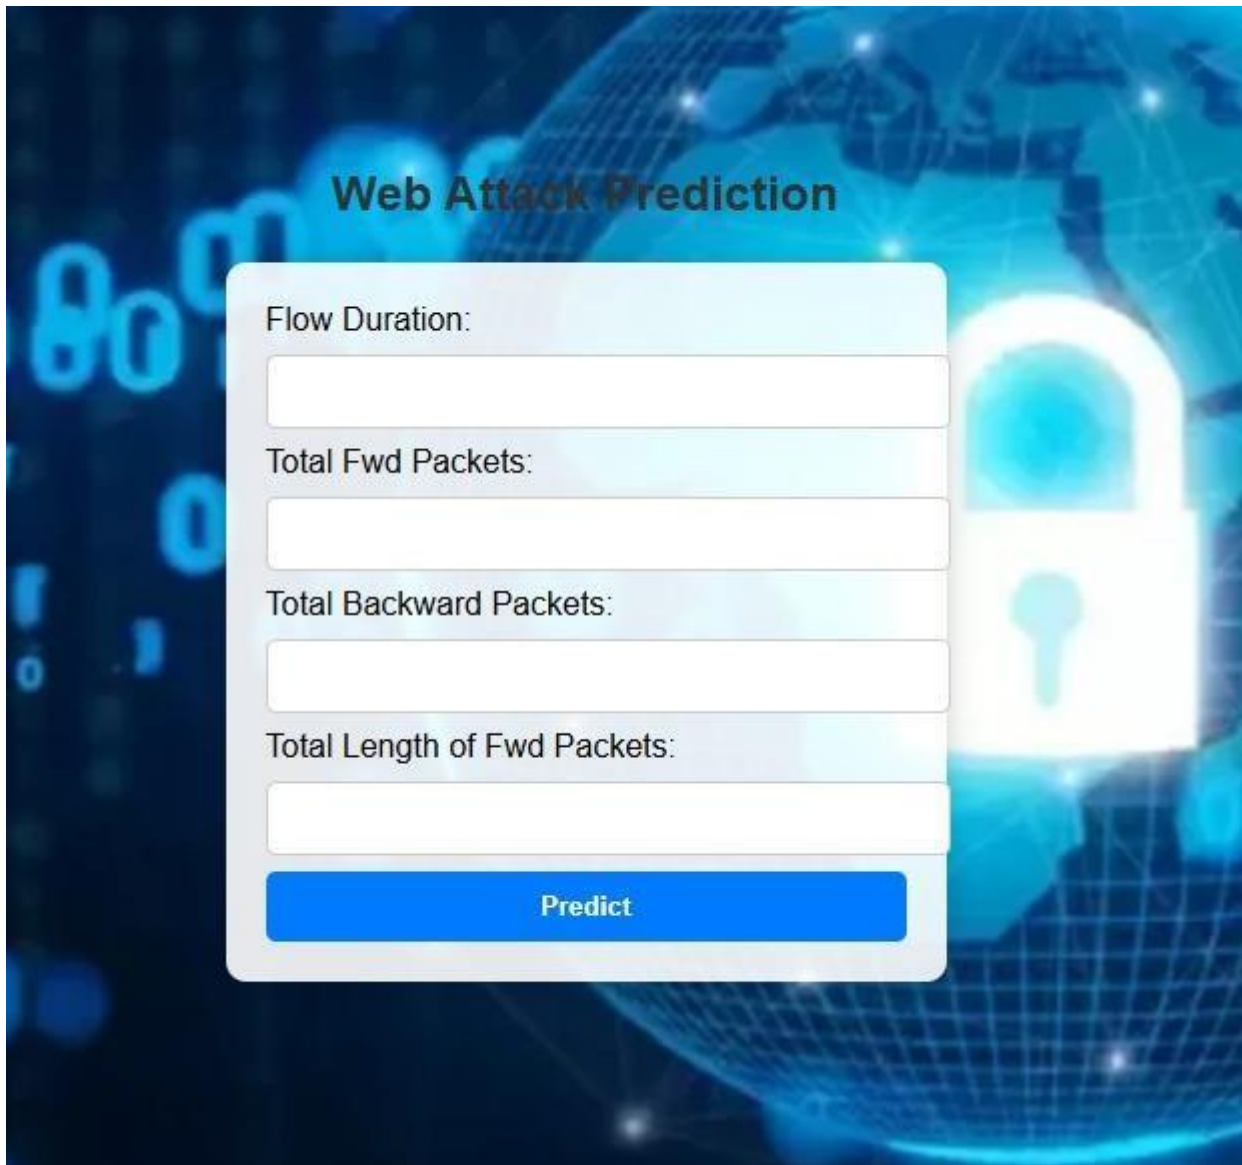 Web Attack Prediction
Flow Duration:
Total Fwd Packets:
Total Backward Packets:
Total Length of Fwd Packets:
Predict